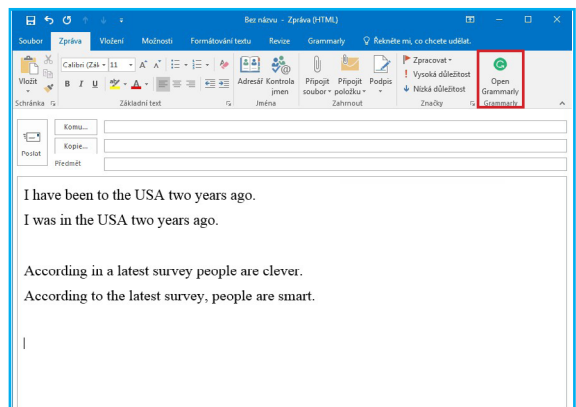 Bez názvu - Zpráva (HTML)
Soubor Zpráva Vložení Možnosti Formátování textu Revize Grammarly Řekněte mi, co chcete udělat.
Vložit
Calibri (Zákl 11 A A
B I U
Adresář Kontrola jmen
Připojit soubor Připojit položku Podpis
Zpracovat
Vysoká důležitost
Nízká důležitost
Open Grammarly
Schránka Základní text Jména Zahrnout Značky Grammarly
Poslat
Komu...
Kopie...
Předmět
I have been to the USA two years ago.
I was in the USA two years ago.
According in a latest survey people are clever.
According to the latest survey, people are smart.